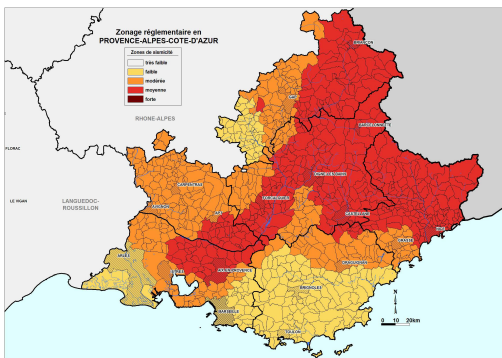 Zonage réglementaire en
PROVENCE-ALPES-COTE-D'AZUR
Zones de sismicité
très faible
faible
modérée
moyenne
forte
BRIANCON
GAP
RHONE-ALPES
BARCELONNETTE
FLORAC
DIGNE-LES-BAINS
CARPENTRAS
FORCALQUIER
LE VIGAN
LANGUEDOC-
ROUSSILLON
AVIGNON
APT
CASTELLANE
NICE
GRASSE
ARLES
DRAGUIGNAN
ISTRES
AIX-EN-PROVENCE
BRIGNOLES
N
MARSEILLE
0 10 20km
TOULON